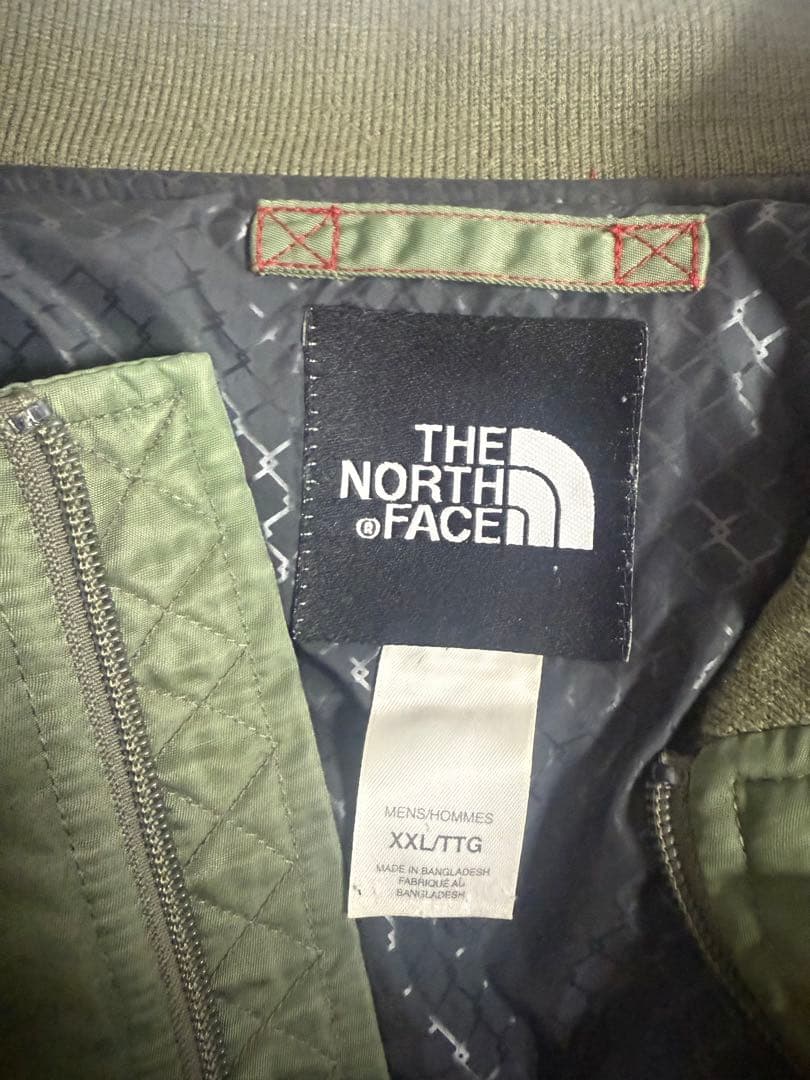 THE
NORTH
® FACE
MENS/HOMMES
XXL/TTG
MADE IN BANGLADESH
FABRIQUÉ AU
BANGLADESH